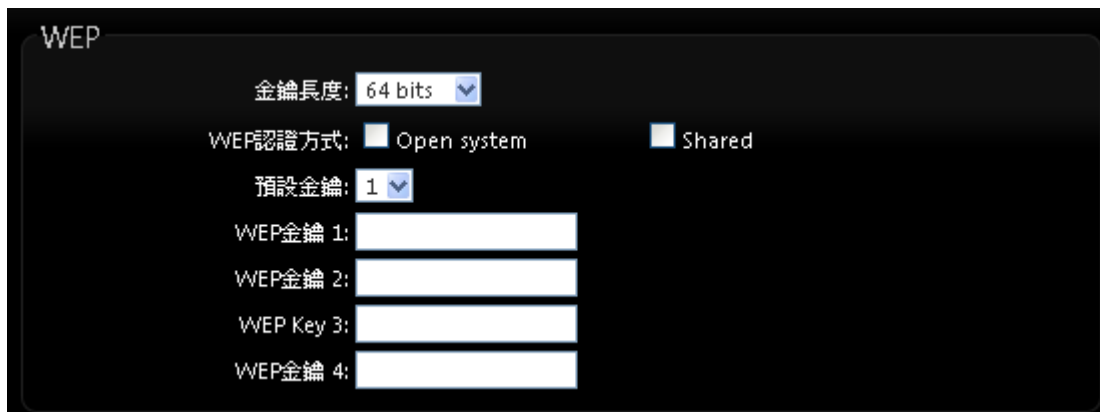 WEP
金鑰長度: 64 bits
WEP認證方式: Open system Shared
預設金鑰: 1
WEP金鑰 1:
WEP金鑰 2:
WEP Key 3:
WEP金鑰 4: